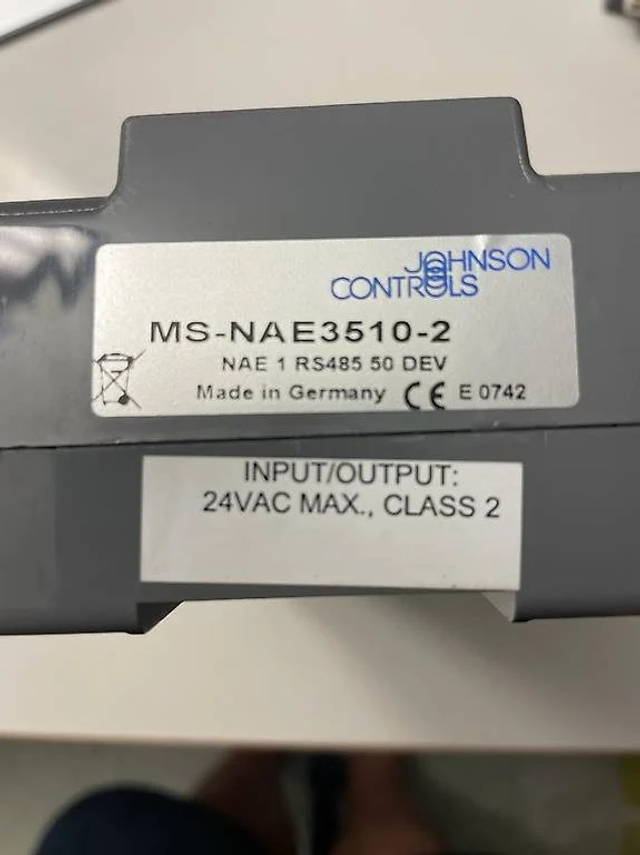 JOHNSON
CONTROLS
MS-NAE3510-2
NAE 1 RS485 50 DEV
Made in Germany CE E 0742
INPUT/OUTPUT:
24VAC MAX., CLASS 2